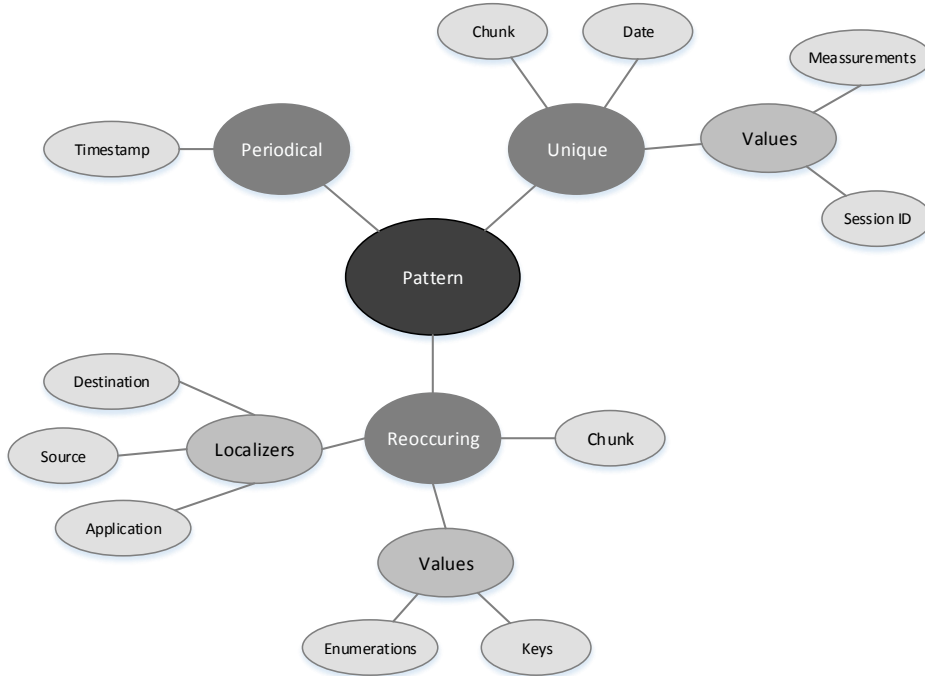 Chunk
Date
Meassurements
Timestamp
Periodical
Unique
Values
Session ID
Pattern
Destination
Source
Localizers
Application
Reoccuring
Chunk
Values
Enumerations
Keys